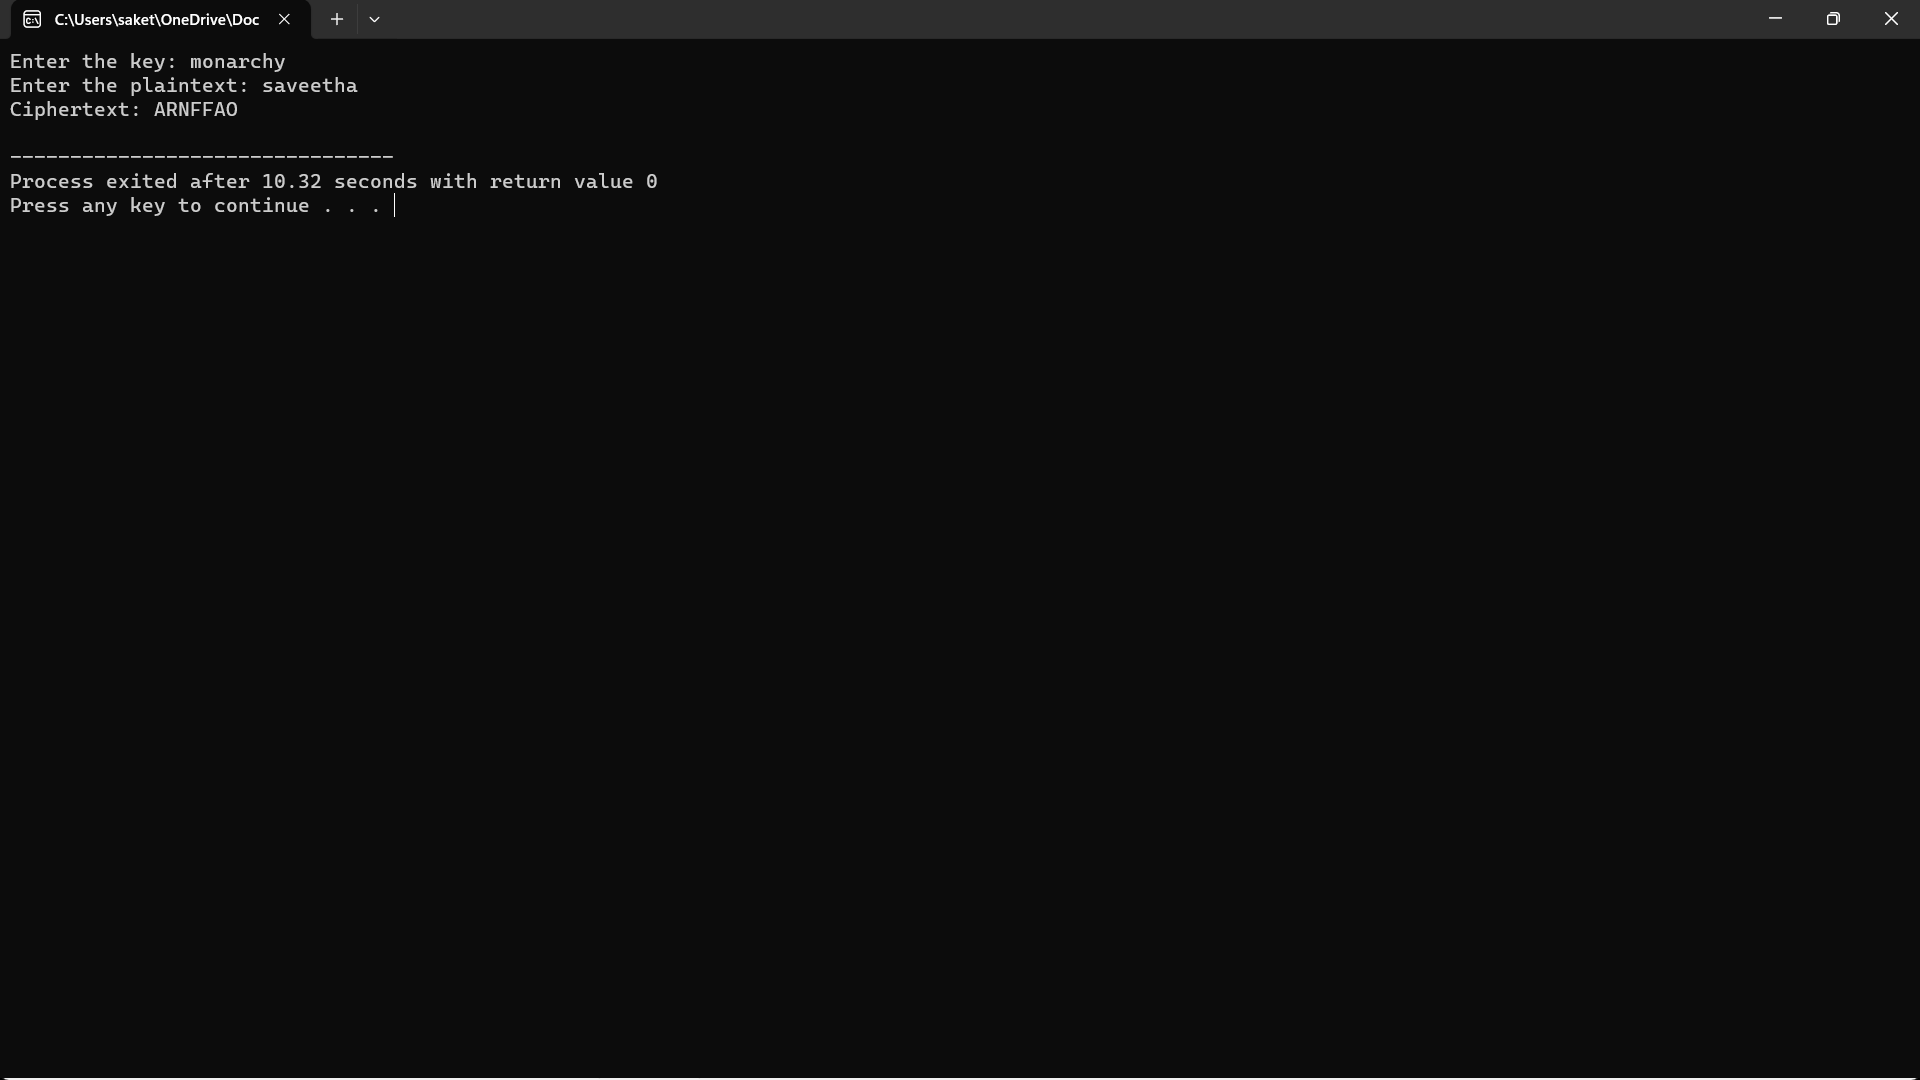 C:\Users\saket\OneDrive\Doc
Enter the key: monarchy
Enter the plaintext: saveetha
Ciphertext: ARNFFAO
--------------------------------
Process exited after 10.32 seconds with return value 0
Press any key to continue . . .